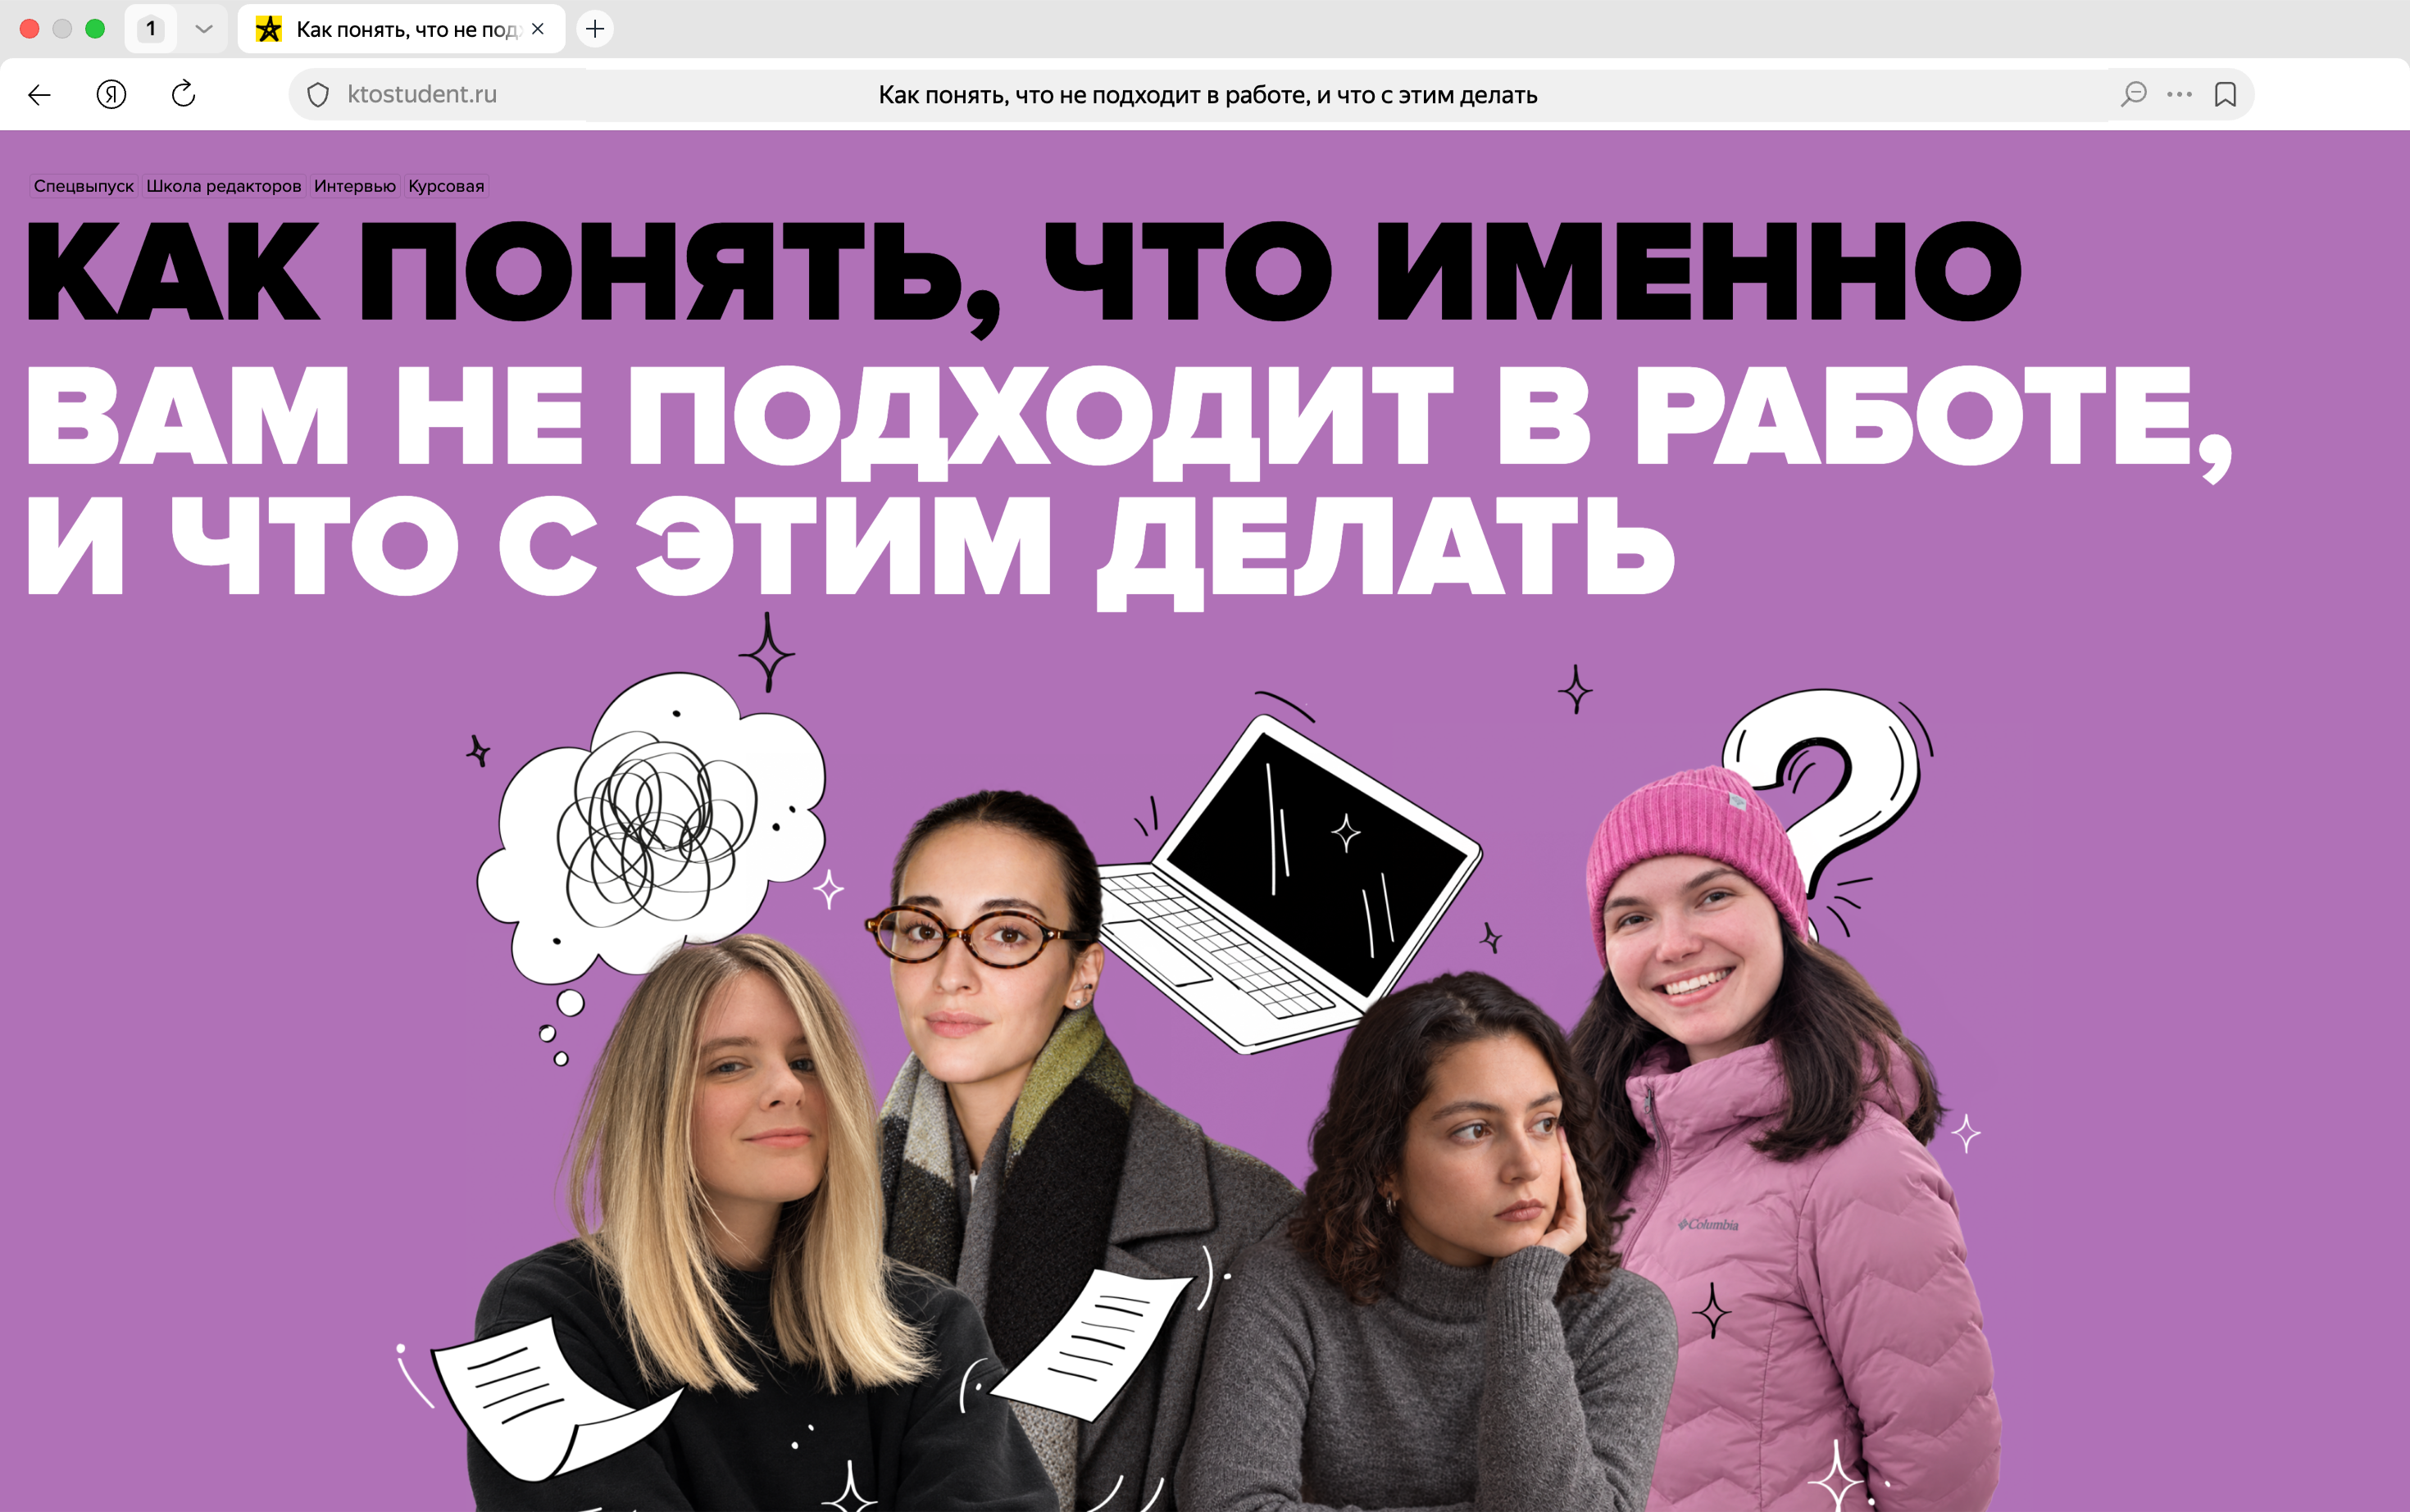 1
Как понять, что не под
ktostudent.ru
Как понять, что не подходит в работе, и что с этим делать
Спецвыпуск Школа редакторов Интервью Курсовая
КАК ПОНЯТЬ, ЧТО ИМЕННО
ВАМ НЕ ПОДХОДИТ В РАБОТЕ,
И ЧТО С ЭТИМ ДЕЛАТЬ
Columbia